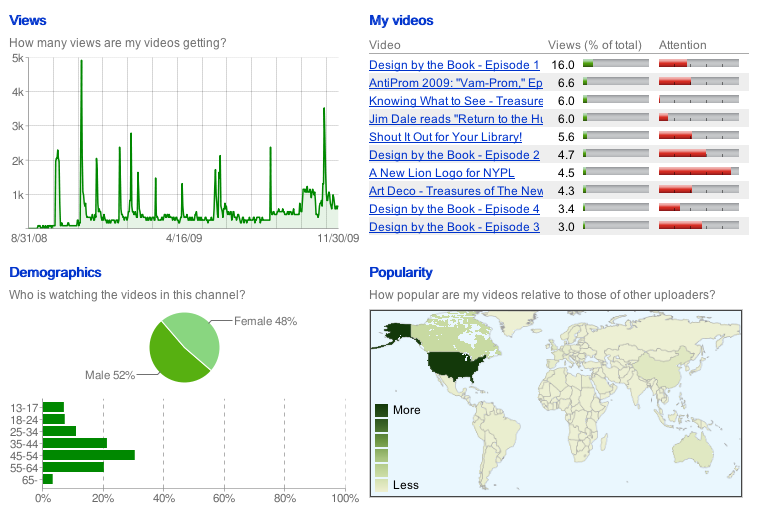 Views
How many views are my videos getting?
5k
4k
3k
2k
1k
8/31/08 4/16/09 11/30/09
My videos
Video Views (% of total) Attention
Design by the Book - Episode 1 16.0
AntiProm 2009: "Vam-Prom," Ep 6.6
Knowing What to See - Treasure 6.0
Jim Dale reads "Return to the Hu 6.0
Shout It Out for Your Library! 5.6
Design by the Book - Episode 2 4.7
A New Lion Logo for NYPL 4.5
Art Deco - Treasures of The New 4.3
Design by the Book - Episode 4 3.4
Design by the Book - Episode 3 3.0
Demographics
Who is watching the videos in this channel?
Female 48%
Male 52%
13-17
18-24
25-34
35-44
45-54
55-64
65-
0% 20% 40% 60% 80% 100%
Popularity
How popular are my videos relative to those of other uploaders?
More
Less